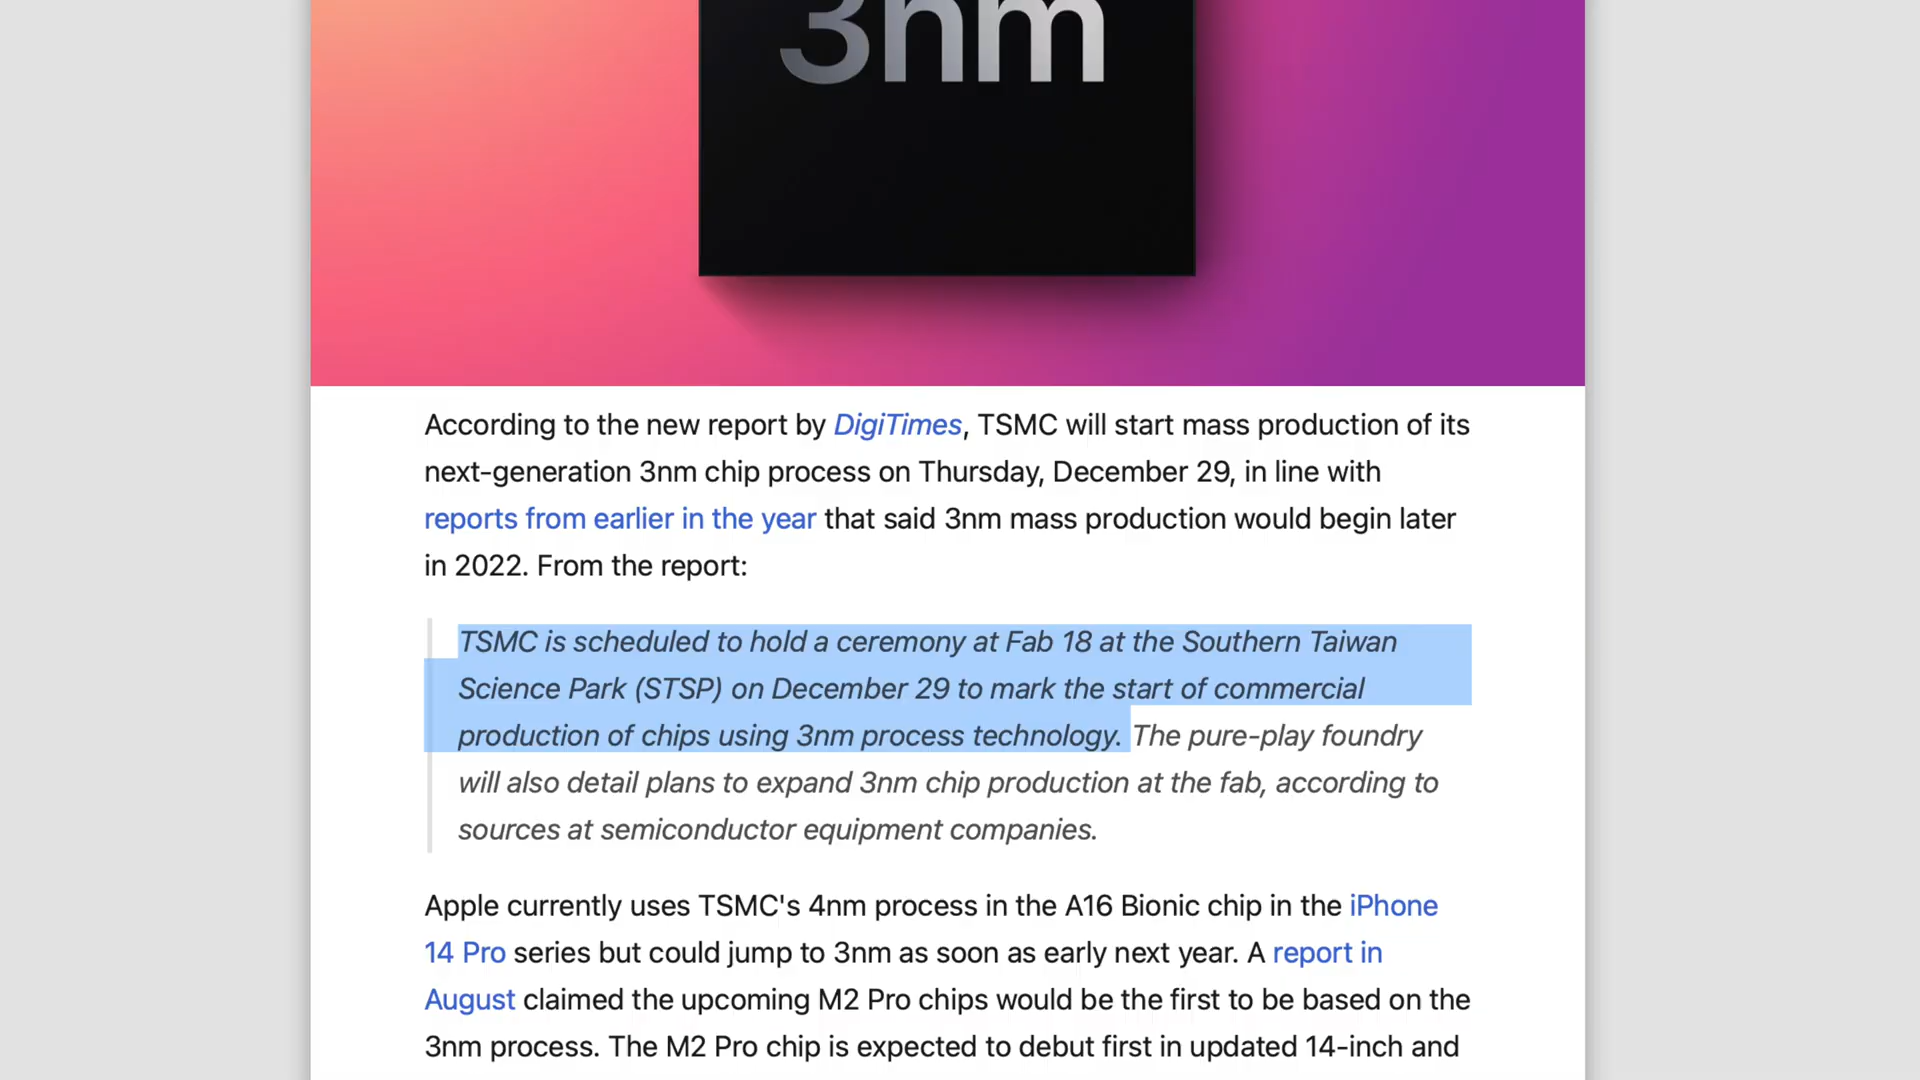 3nm
According to the new report by DigiTimes, TSMC will start mass production of its
next-generation 3nm chip process on Thursday, December 29, in line with
reports from earlier in the year that said 3nm mass production would begin later
in 2022. From the report:
TSMC is scheduled to hold a ceremony at Fab 18 at the Southern Taiwan
Science Park (STSP) on December 29 to mark the start of commercial
production of chips using 3nm process technology. The pure-play foundry
will also detail plans to expand 3nm chip production at the fab, according to
sources at semiconductor equipment companies.
Apple currently uses TSMC's 4nm process in the A16 Bionic chip in the iPhone
14 Pro series but could jump to 3nm as soon as early next year. A report in
August claimed the upcoming M2 Pro chips would be the first to be based on the
3nm process. The M2 Pro chip is expected to debut first in updated 14-inch and